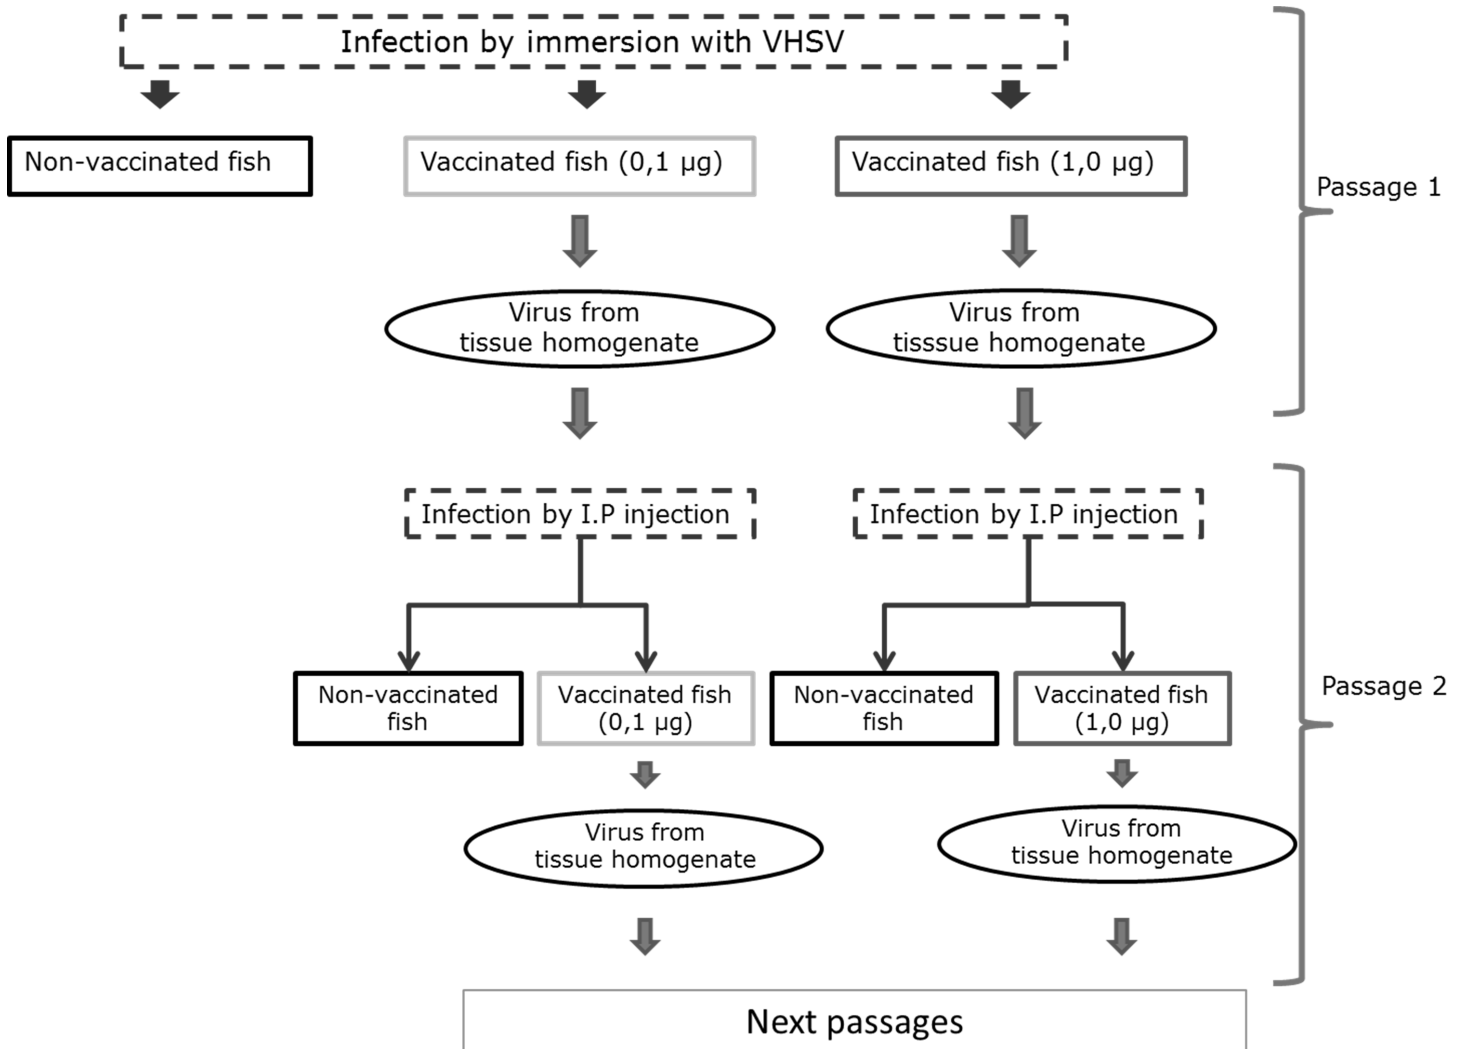 Infection by immersion with VHSV
Non-vaccinated fish
Vaccinated fish (0,1 µg)
Vaccinated fish (1,0 µg)
Passage 1
Virus from
tisssue homogenate
Virus from
tisssue homogenate
Infection by I.P injection
Infection by I.P injection
Non-vaccinated
fish
Vaccinated fish
(0,1 µg)
Non-vaccinated
fish
Vaccinated fish
(1,0 µg)
Passage 2
Virus from
tissue homogenate
Virus from
tissue homogenate
Next passages